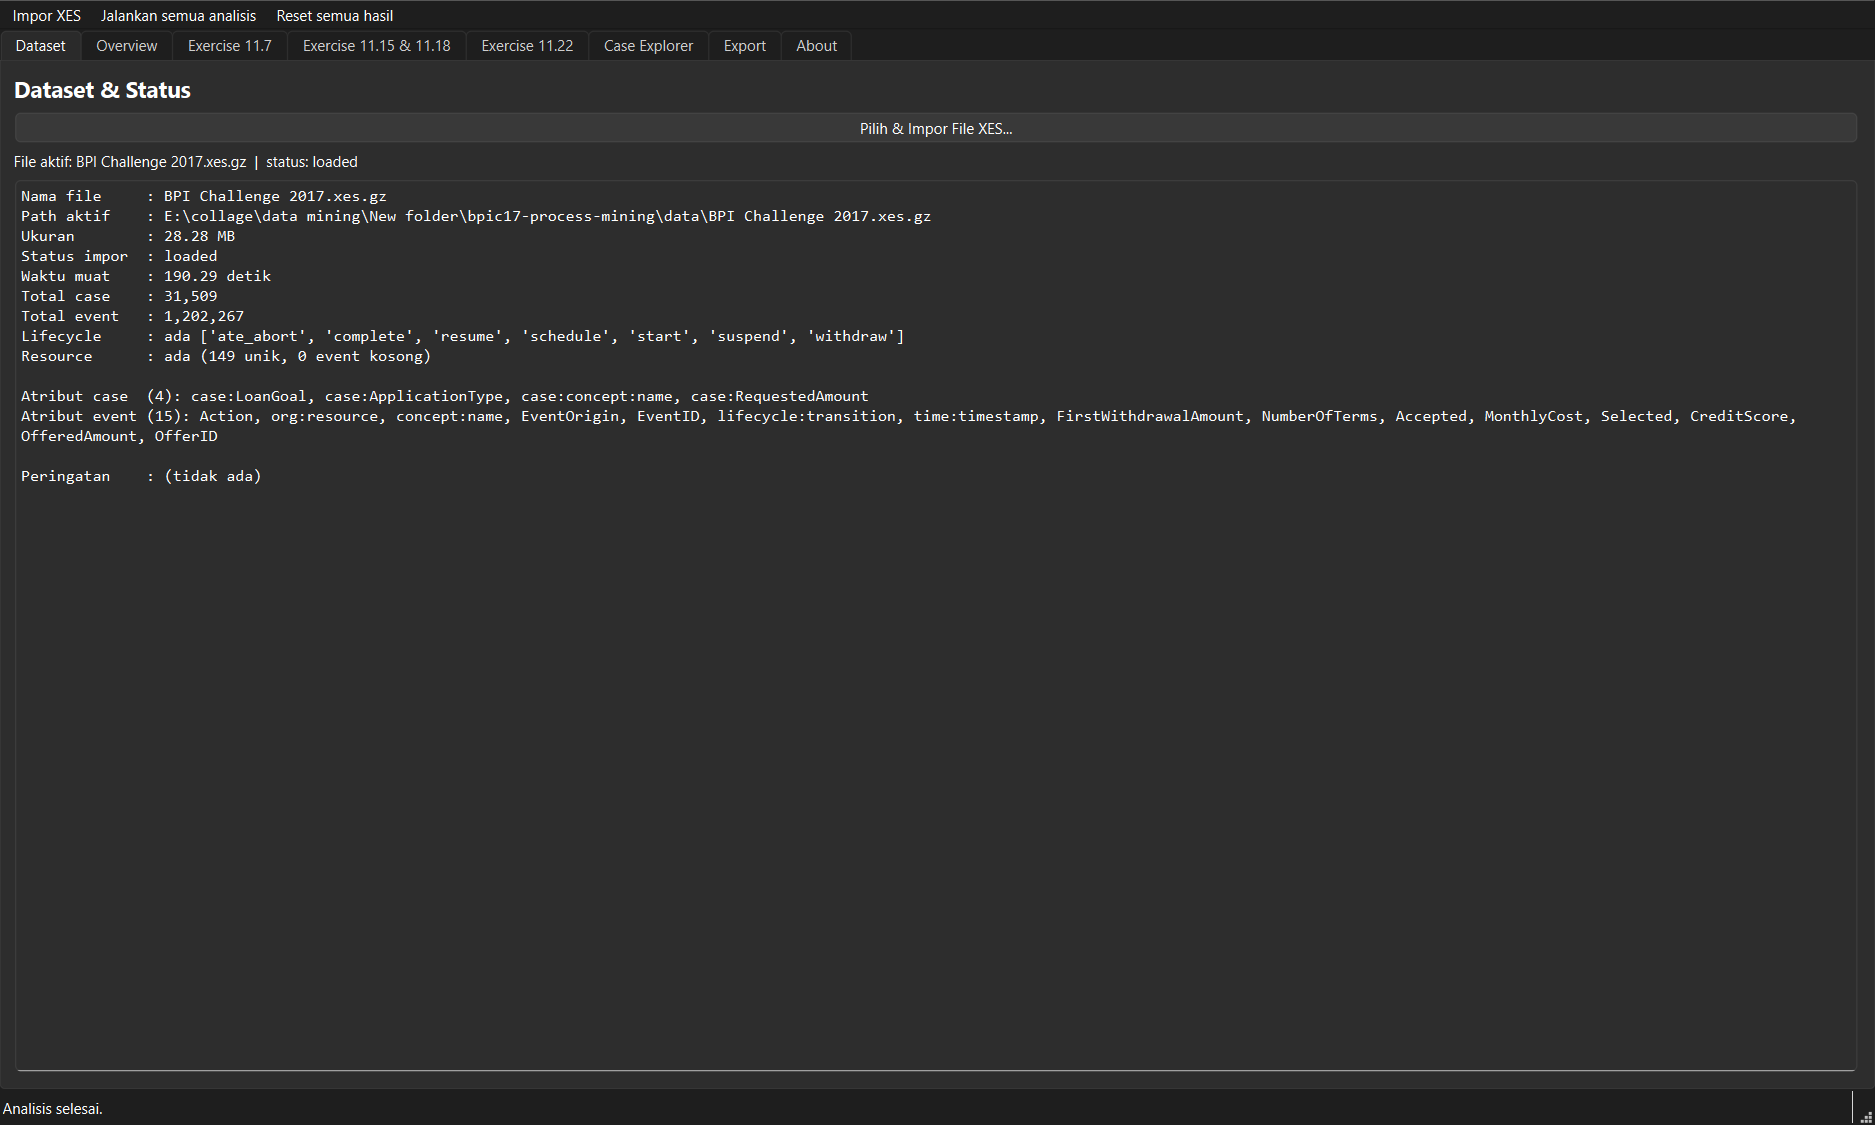 Impor XES Jalankan semua analisis Reset semua hasil
Dataset Overview Exercise 11.7 Exercise 11.15 & 11.18 Exercise 11.22 Case Explorer Export About
Dataset & Status
Pilih & Impor File XES...
File aktif: BPI Challenge 2017.xes.gz | status: loaded
Nama file : BPI Challenge 2017.xes.gz
Path aktif : E:\collage\data mining\New folder\bpic17-process-mining\data\BPI Challenge 2017.xes.gz
Ukuran : 28.28 MB
Status impor : loaded
Waktu muat : 190.29 detik
Total case : 31,509
Total event : 1,202,267
Lifecycle : ada ['ate_abort', 'complete', 'resume', 'schedule', 'start', 'suspend', 'withdraw']
Resource : ada (149 unik, 0 event kosong)
Atribut case (4): case:LoanGoal, case:ApplicationType, case:concept:name, case:RequestedAmount
Atribut event (15): Action, org:resource, concept:name, EventOrigin, EventID, lifecycle:transition, time:timestamp, FirstWithdrawalAmount, NumberOfTerms, Accepted, MonthlyCost, Selected, CreditScore,
OfferedAmount, OfferID
Peringatan : (tidak ada)
Analisis selesai.